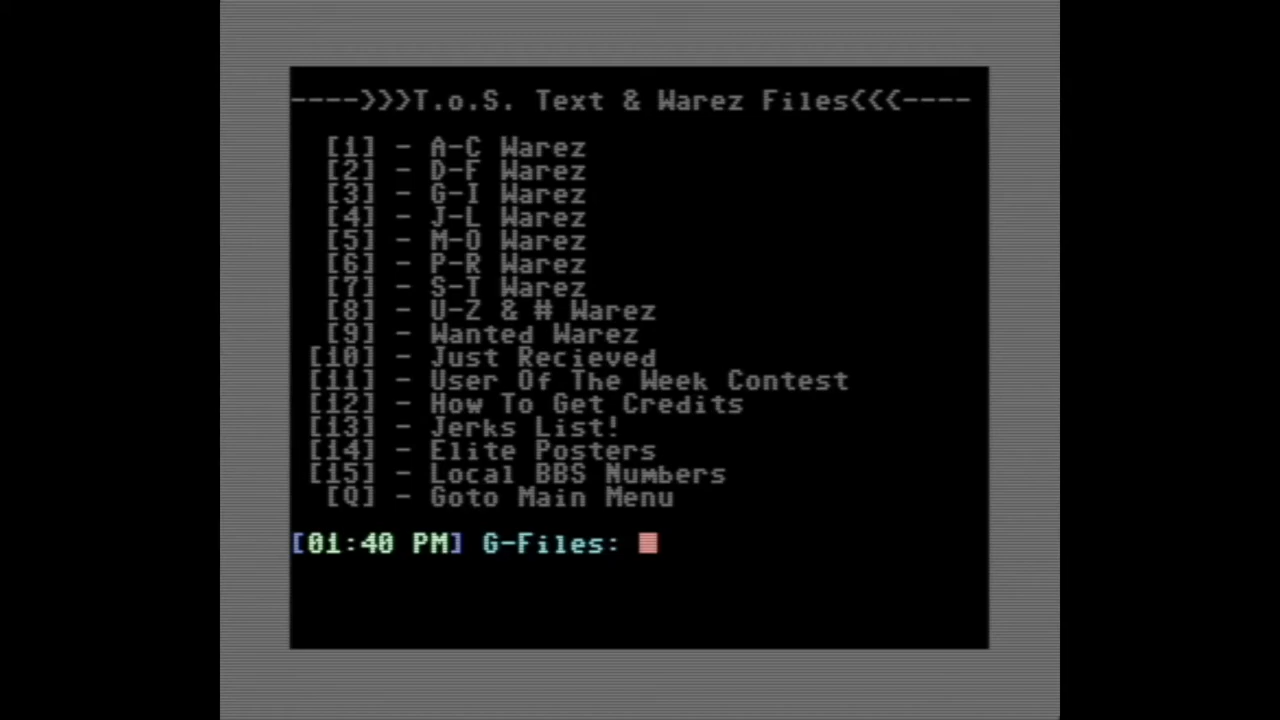 ---->>>T.o.S. Text & Warez Files<<<----
[1] - A-C Warez
[2] - D-F Warez
[3] - G-I Warez
[4] - J-L Warez
[5] - M-O Warez
[6] - P-R Warez
[7] - S-T Warez
[8] - U-Z & # Warez
[9] - Wanted Warez
[10] - Just Recieved
[11] - User Of The Week Contest
[12] - How To Get Credits
[13] - Jerks List!
[14] - Elite Posters
[15] - Local BBS Numbers
[Q] - Goto Main Menu
[01:40 PM] G-Files: